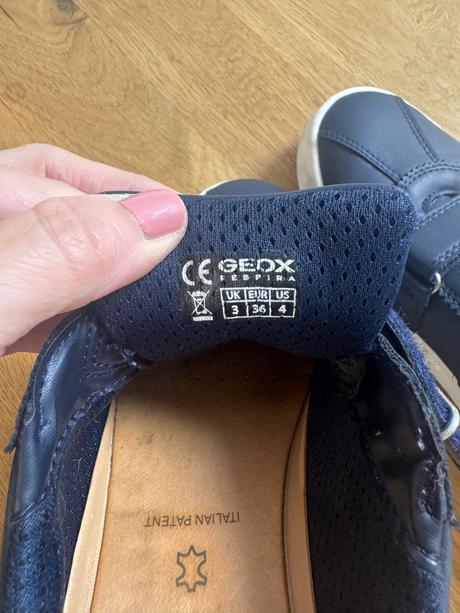 CE GEOX
RESPIRA
UK EUR US
3 36 4
ITALIAN PATENT